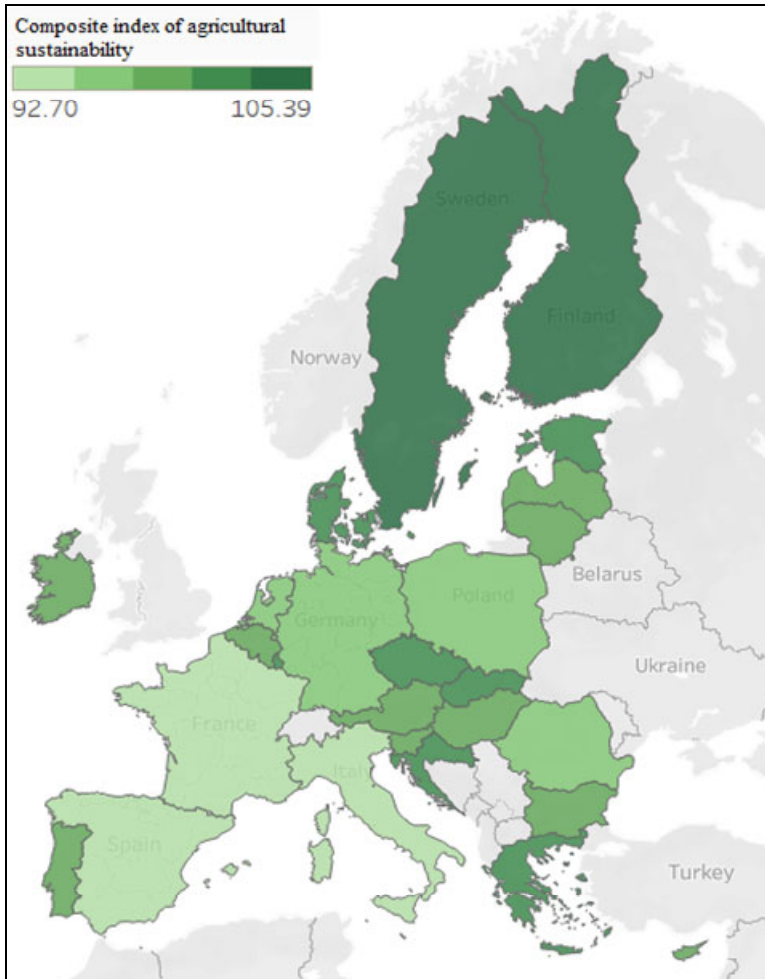 Composite index of agricultural
sustainability
92.70 105.39
Sweden
Finland
Norway
Belarus
Poland
Germany
Ukraine
France
Italy
Spain
Turkey